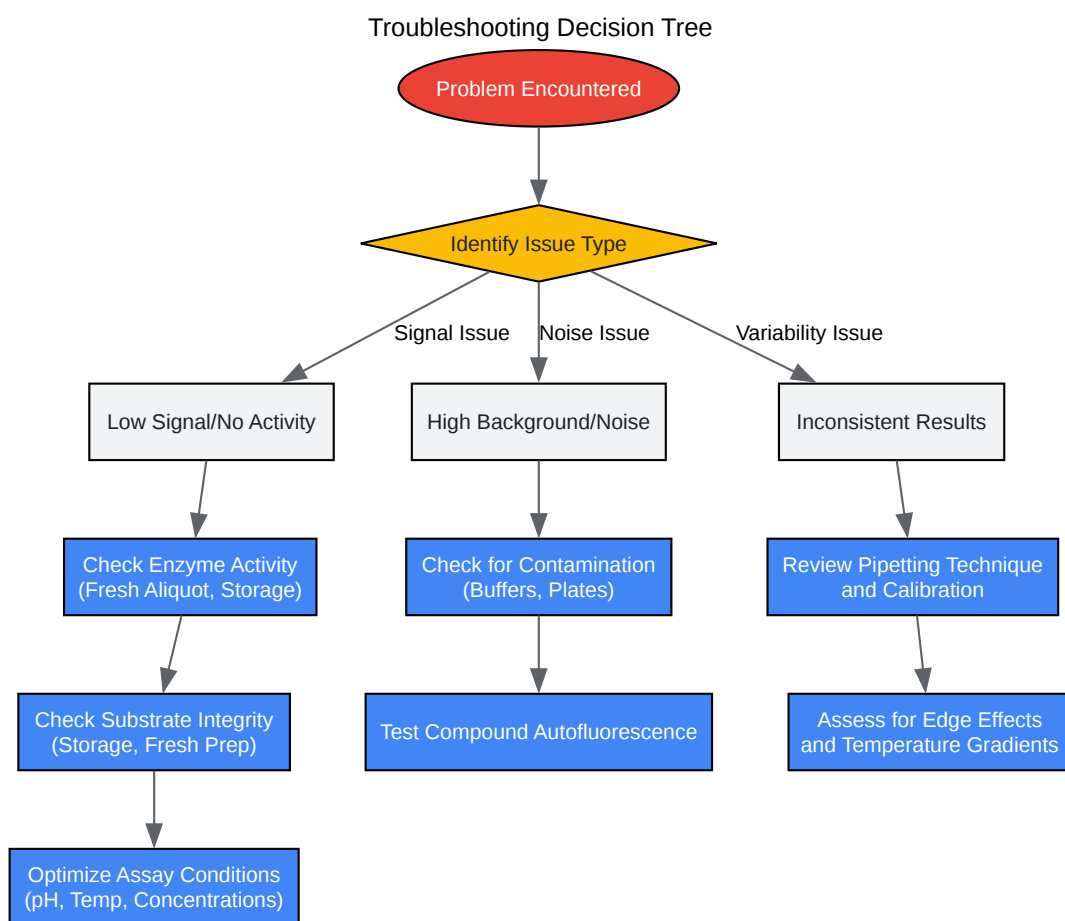 Troubleshooting Decision Tree
Problem Encountered
Identify Issue Type
Signal Issue
Noise Issue
Variability Issue
Low Signal/No Activity
High Background/Noise
Inconsistent Results
Check Enzyme Activity
(Fresh Aliquot, Storage)
Check for Contamination
(Buffers, Plates)
Review Pipetting Technique
and Calibration
Check Substrate Integrity
(Storage, Fresh Prep)
Test Compound Autofluorescence
Assess for Edge Effects
and Temperature Gradients
Optimize Assay Conditions
(pH, Temp, Concentrations)